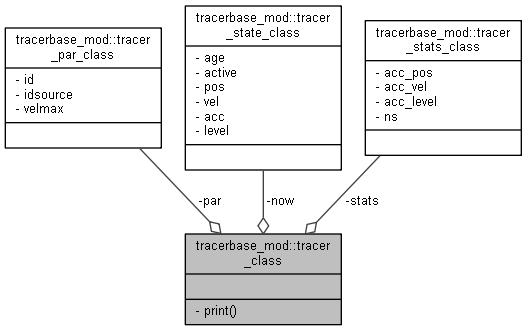 tracerbase_mod::tracer
_par_class
- id
- idsource
- velmax
tracerbase_mod::tracer
_state_class
- age
- active
- pos
- vel
- acc
- level
tracerbase_mod::tracer
_stats_class
- acc_pos
- acc_vel
- acc_level
- ns
-par
-now
-stats
tracerbase_mod::tracer
_class
- print()